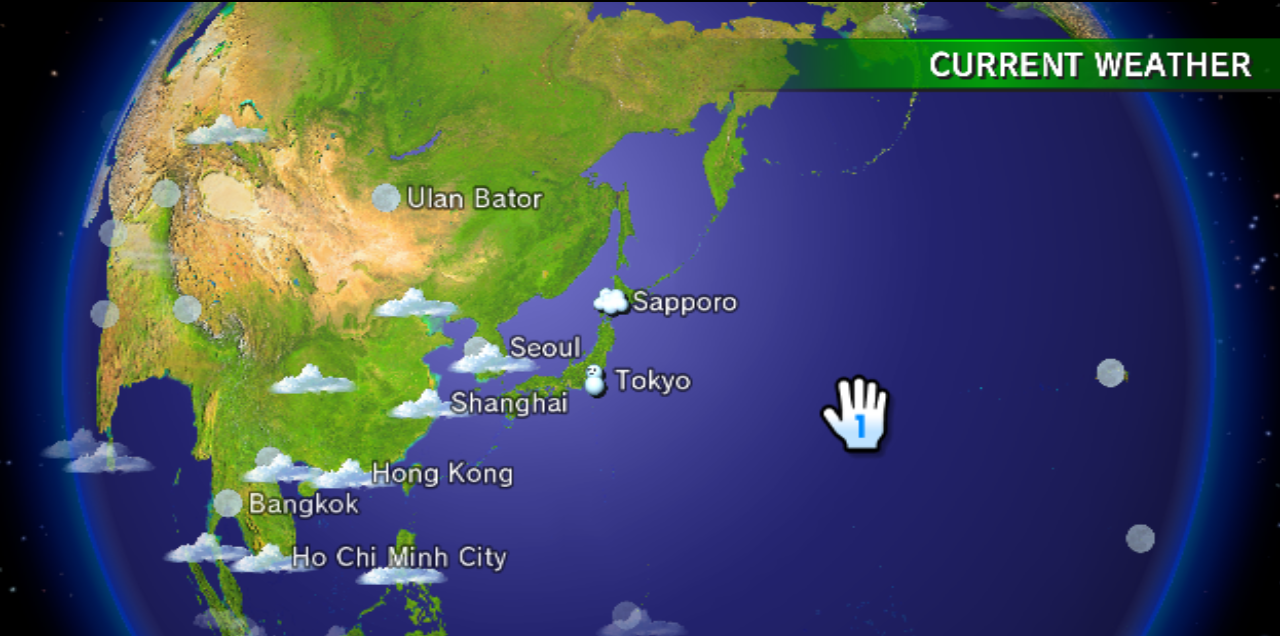 CURRENT WEATHER
Ulan Bator
Sapporo
Seoul
Tokyo
Shanghai
1
Hong Kong
Bangkok
Ho Chi Minh City